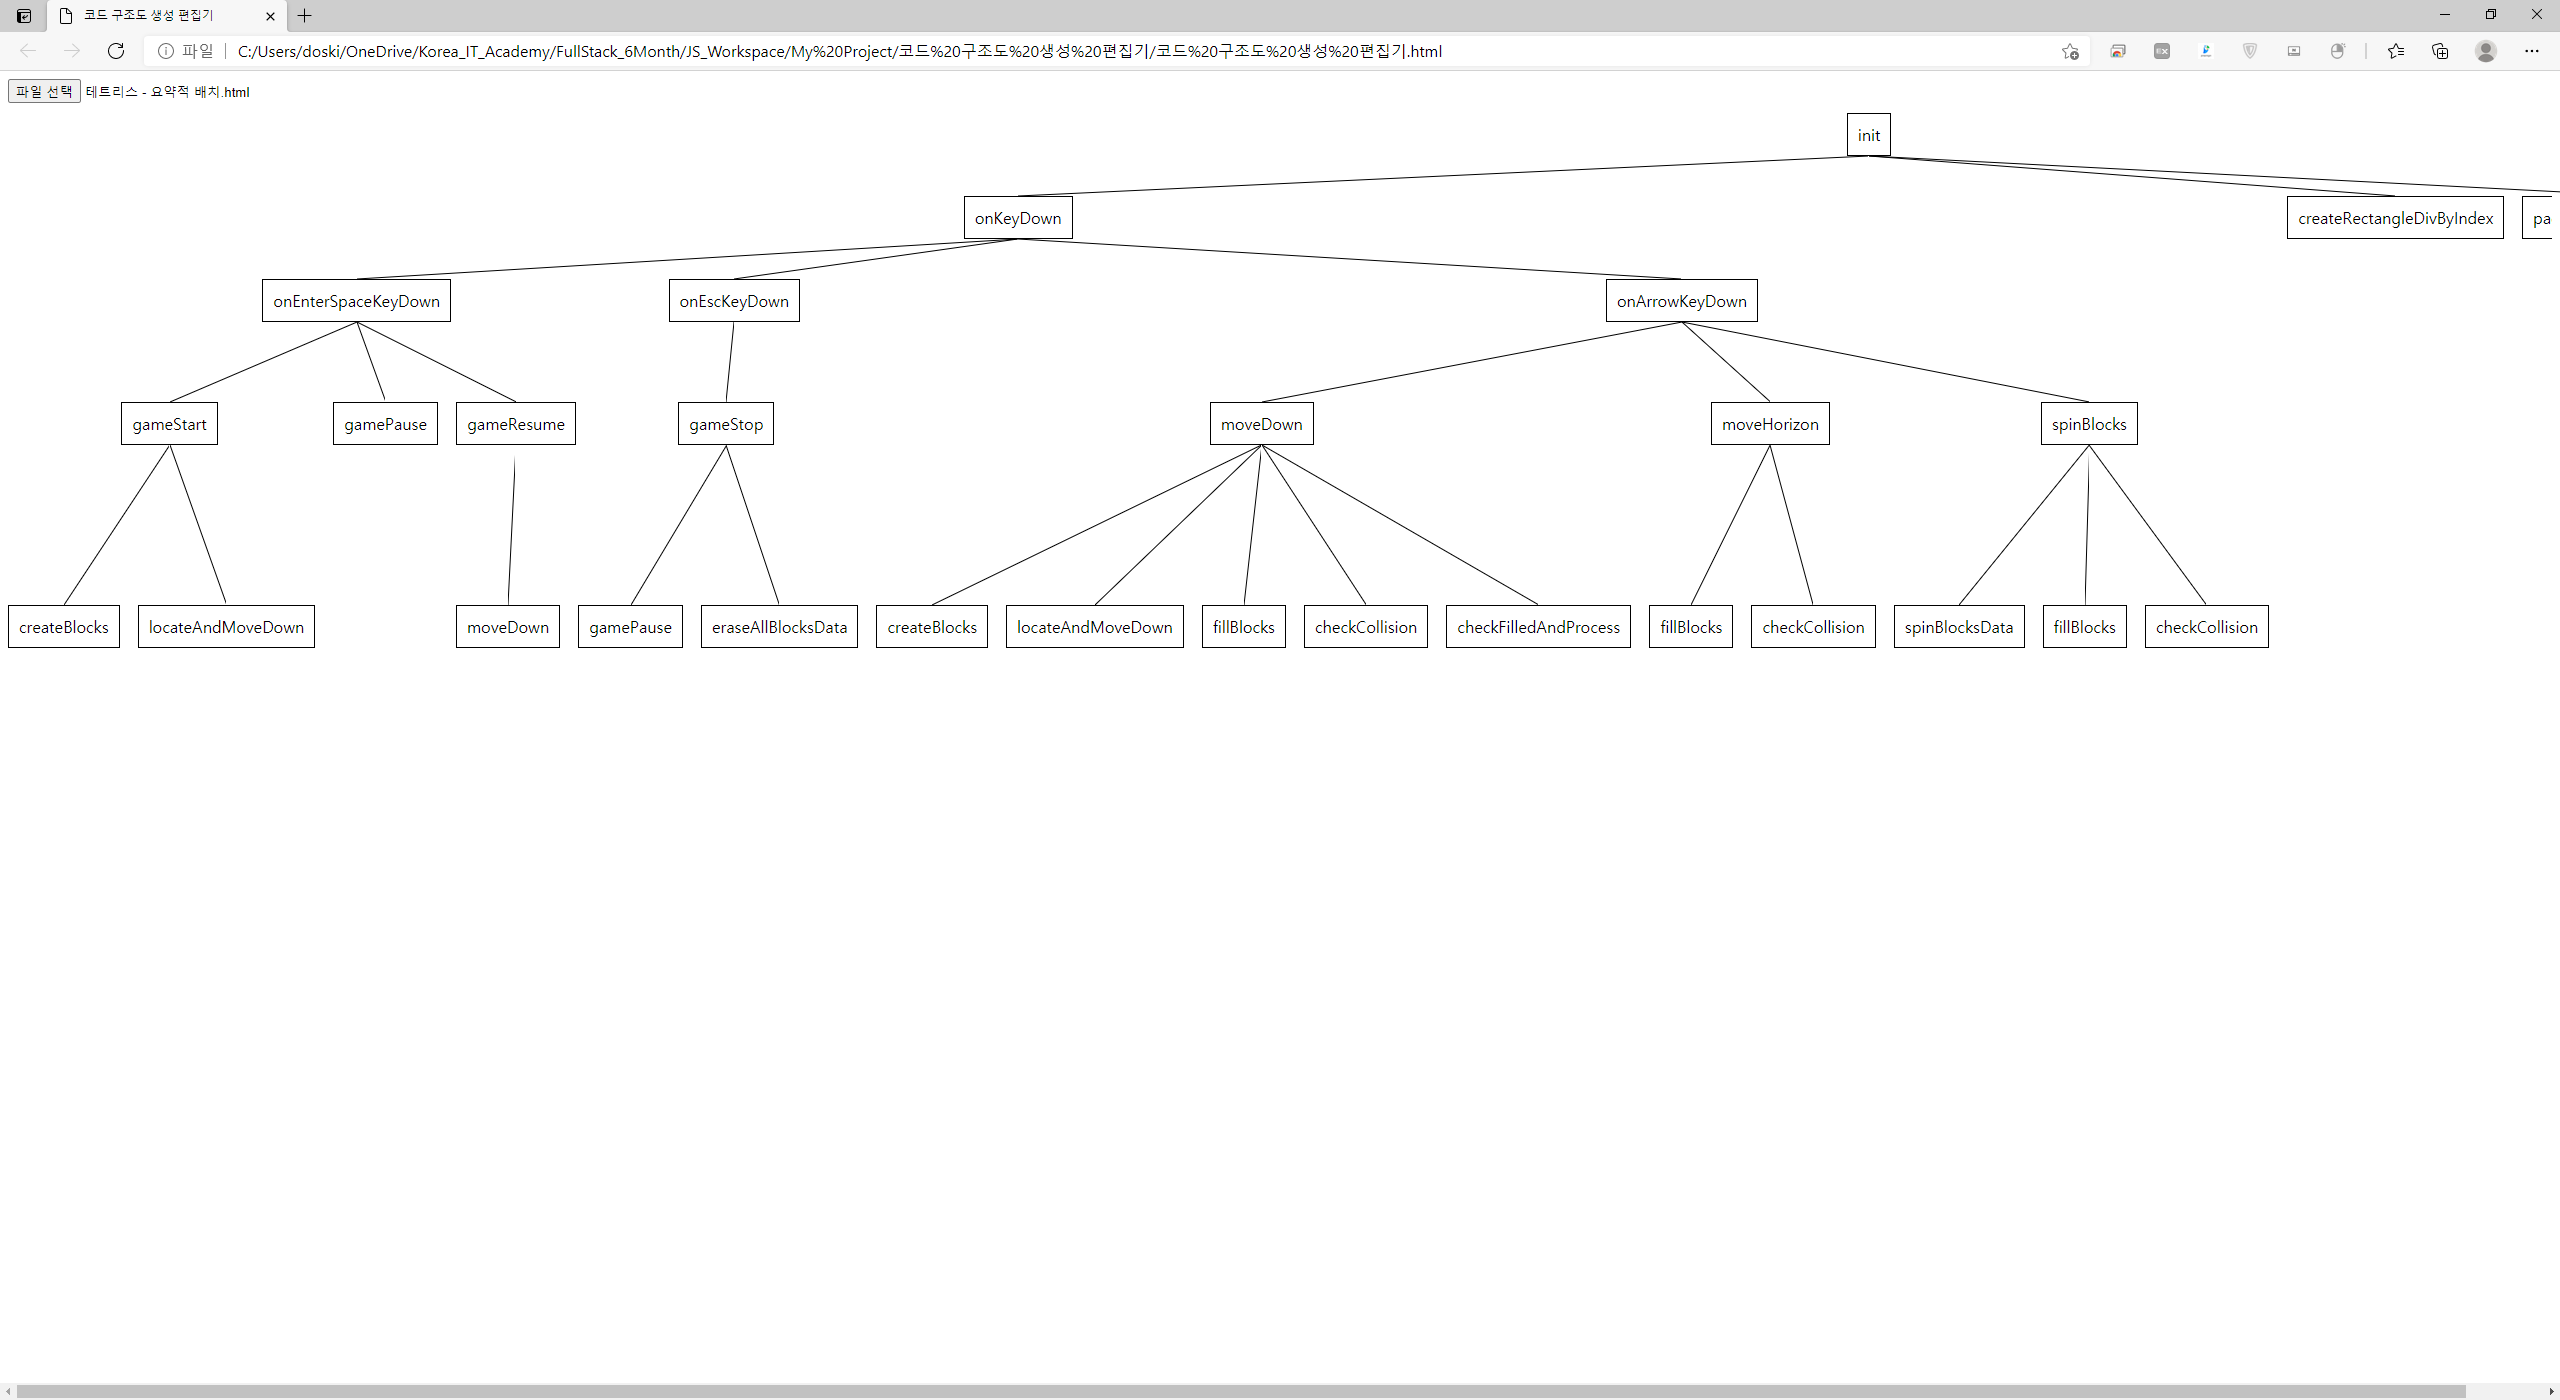 코드 구조도 생성 편집기
파일 C:/Users/doski/OneDrive/Korea_IT_Academy/FullStack_6Month/JS_Workspace/My%20Project/코드%20구조도%20생성%20편집기/코드%20구조도%20생성%20편집기.html
파일 선택 테트리스 - 요약적 배치.html
init
onKeyDown createRectangleDivByIndex pa
onEnterSpaceKeyDown onEscKeyDown onArrowKeyDown
gameStart gamePause gameResume gameStop moveDown moveHorizon spinBlocks
createBlocks locateAndMoveDown moveDown gamePause eraseAllBlocksData createBlocks locateAndMoveDown fillBlocks checkCollision checkFilledAndProcess fillBlocks checkCollision spinBlocksData fillBlocks checkCollision